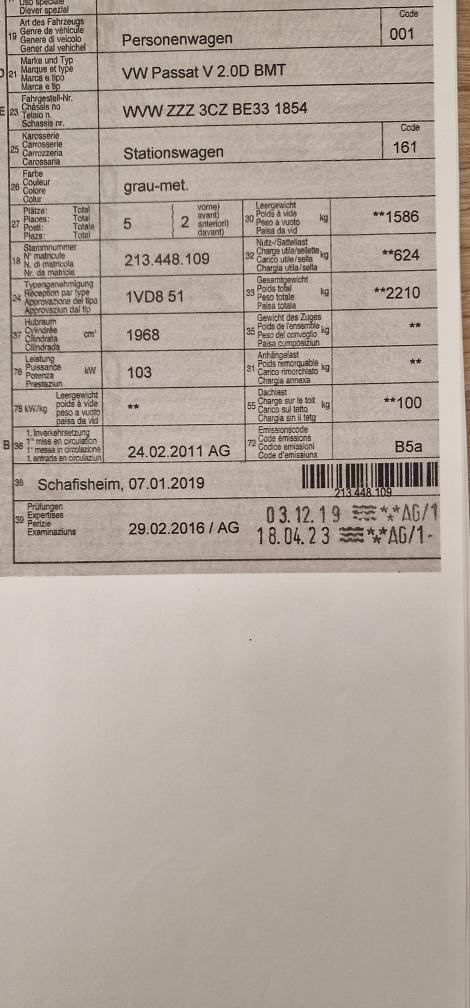 Uso speciale
Diever spezial
19 Art des Fahrzeugs
Genre de véhicule
Genere di veicolo
Gener dal vehichel
Personenwagen
Code
001
21 Marke und Typ
Marque et type
Marca e tipo
Marca e tip
VW Passat V 2.0D BMT
E 23 Fahrgestell-Nr.
Châssis no
Telaio n.
Schassis nr.
WVW ZZZ 3CZ BE33 1854
25 Karosserie
Carrosserie
Carrozzeria
Carossaria
Stationswagen
Code
161
26 Farbe
Couleur
Colore
Colur
grau-met.
27 Plätze: Total
Places: Total
Posti: Totale
Plazs: Total
5
2
vorne)
avant)
anteriori)
davant)
30 Leergewicht
Poids à vide
Peso a vuoto
Paisa da vid
kg
**1586
18 Stammnummer
N° matricule
N. di matricola
Nr. da matricla
213.448.109
32 Nutz-/Sattellast
Charge utile/sellette
Carico utile/sella
Chargia utila/sella
kg
**624
24 Typengenehmigung
Réception par type
Approvazione del tipo
Approvaziun dal tip
1VD8 51
33 Gesamtgewicht
Poids total
Peso totale
Paisa totala
kg
**2210
37 Hubraum
Cylindrée
Cilindrata
Cilindrada
cm³
1968
35 Gewicht des Zuges
Poids de l'ensemble
Peso del convoglio
Paisa cumposiziun
kg
**
76 Leistung
Puissance
Potenza
Prestaziun
kW
103
31 Anhängelast
Poids remorquable
Carico rimorchiato
Chargia annexa
kg
**
78 kW/kg
Leergewicht
poids à vide
peso a vuoto
paisa da vid
**
55 Dachlast
Charge sur le toit
Carico sul tetto
Chargia sin il tetg
kg
**100
B 36 1. Inverkehrsetzung
1re mise en circulation
1a messa in circolazione
1. entrada en circulaziun
24.02.2011 AG
72 Emissionscode
Code émissions
Codice emissioni
Code d'emissiuns
B5a
38 Schafisheim, 07.01.2019
213.448.109
39 Prüfungen
Expertises
Perizie
Examinaziuns
29.02.2016 / AG
03.12.19 **AG/1
18.04.23 **AG/1-